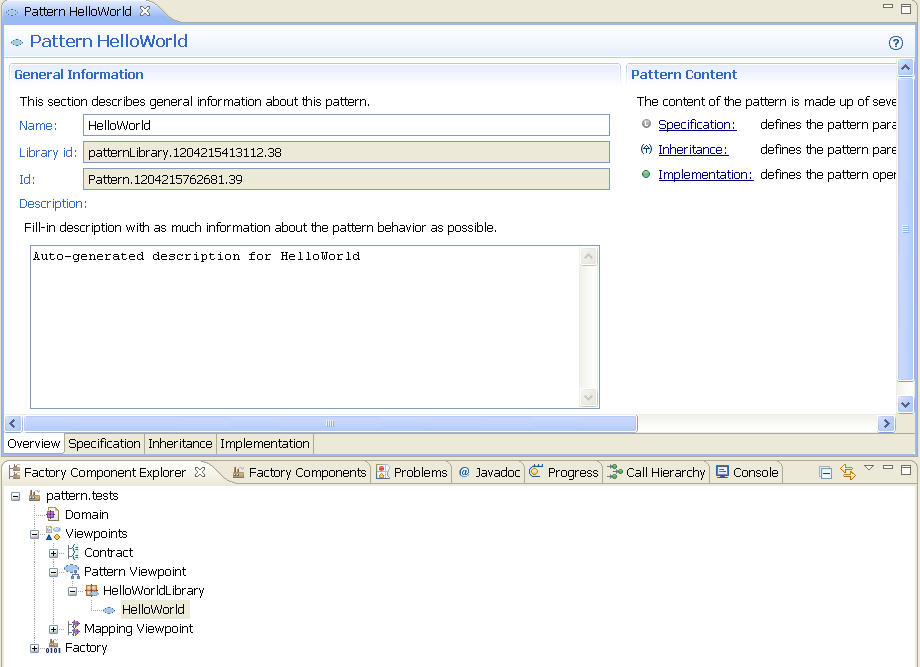 Pattern HelloWorld
Pattern HelloWorld
General Information
This section describes general information about this pattern.
Name: HelloWorld
Library id: patternLibrary.1204215413112.38
Id: Pattern.1204215762681.39
Description:
Fill-in description with as much information about the pattern behavior as possible.
Auto-generated description for HelloWorld
Pattern Content
The content of the pattern is made up of seve
Specification: defines the pattern para
Inheritance: defines the pattern pare
Implementation: defines the pattern oper
Overview Specification Inheritance Implementation
Factory Component Explorer Factory Components Problems @ Javadoc Progress Call Hierarchy Console
pattern.tests
Domain
Viewpoints
Contract
Pattern Viewpoint
HelloWorldLibrary
HelloWorld
Mapping Viewpoint
Factory